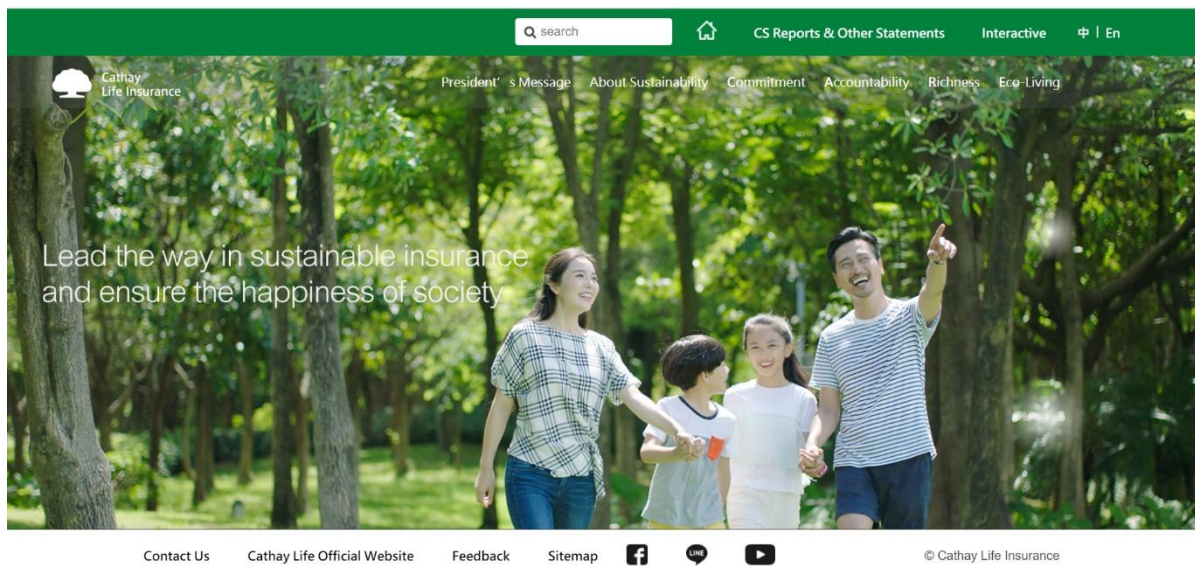 search
CS Reports & Other Statements
Interactive
中 | En
Cathay
Life Insurance
President’ s Message
About Sustainability
Commitment
Accountability
Richness
Eco-Living
Lead the way in sustainable insurance
and ensure the happiness of society
Contact Us
Cathay Life Official Website
Feedback
Sitemap
f
LINE
© Cathay Life Insurance